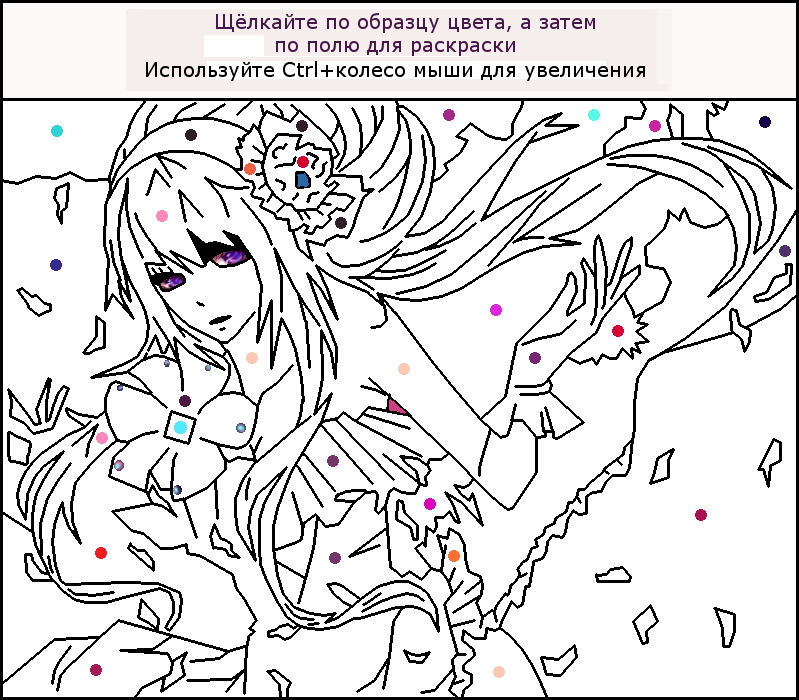 Щёлкайте по образцу цвета, а затем
по полю для раскраски
Используйте Ctrl+колесо мыши для увеличения